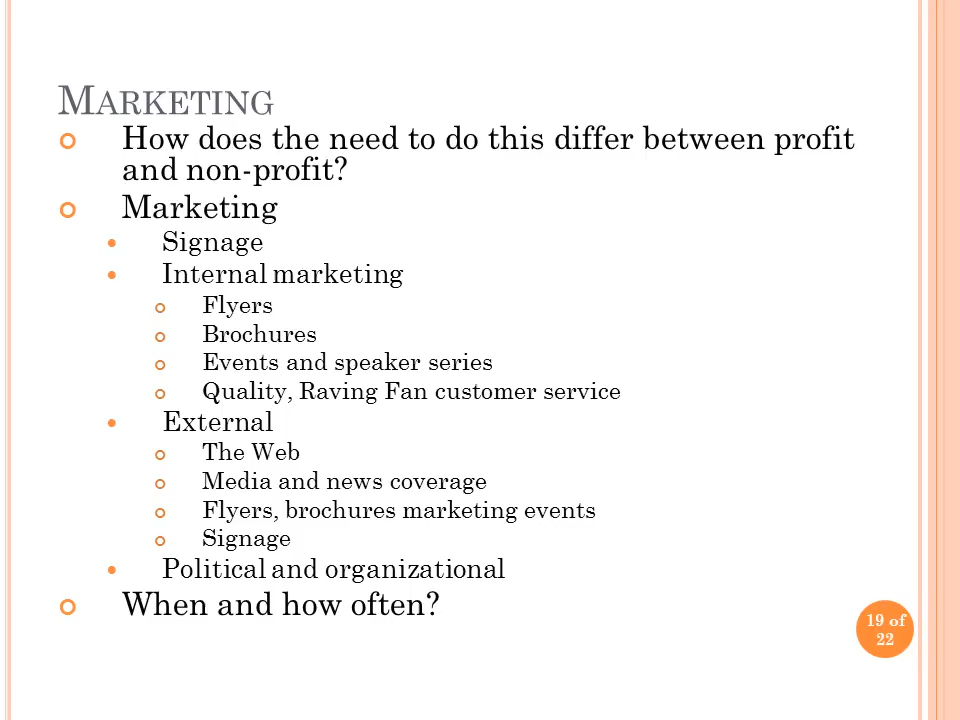 MARKETING
How does the need to do this differ between profit
and non-profit?
Marketing
Signage
Internal marketing
Flyers
Brochures
Events and speaker series
Quality, Raving Fan customer service
External
The Web
Media and news coverage
Flyers, brochures marketing events
Signage
Political and organizational
When and how often?
19 of
22